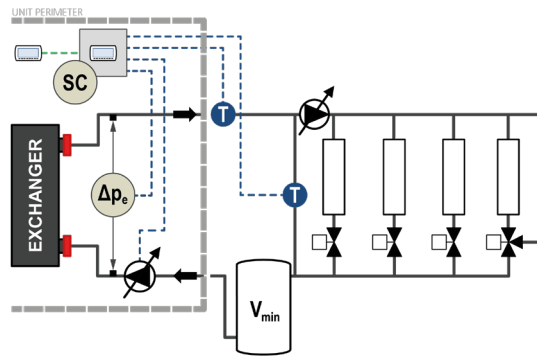 UNIT PERIMETER
SC
T
T
EXCHANGER
Δpe
Vmin